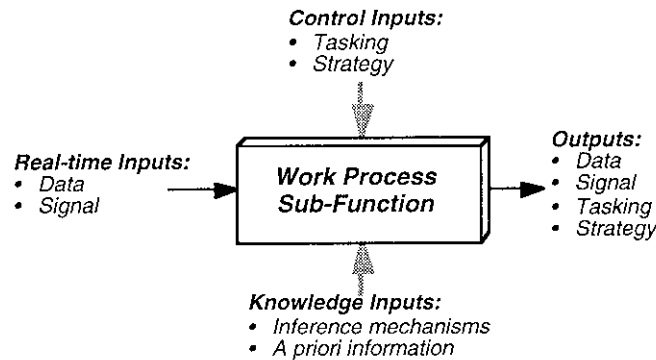 Control Inputs:
• Tasking
• Strategy
Real-time Inputs:
• Data
• Signal
Work Process
Sub-Function
Outputs:
• Data
• Signal
• Tasking
• Strategy
Knowledge Inputs:
• Inference mechanisms
• A priori information